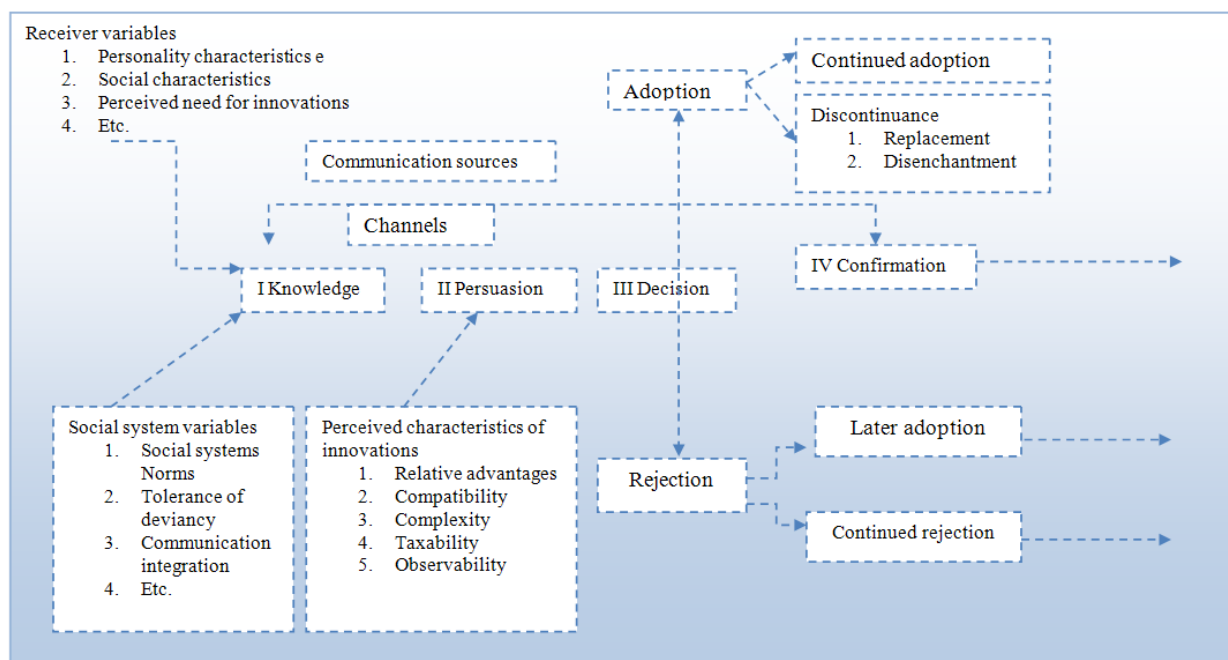 Receiver variables
1. Personality characteristics e
2. Social characteristics
3. Perceived need for innovations
4. Etc.
Adoption
Continued adoption
Discontinuance
1. Replacement
2. Disenchantment
Communication sources
Channels
I Knowledge
II Persuasion
III Decision
IV Confirmation
Social system variables
1. Social systems
Norms
2. Tolerance of
deviancy
3. Communication
integration
4. Etc.
Perceived characteristics of
innovations
1. Relative advantages
2. Compatibility
3. Complexity
4. Taxability
5. Observability
Rejection
Later adoption
Continued rejection